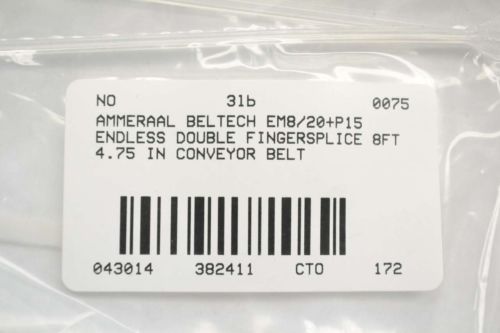 NO 3lb 0075
AMMERAAL BELTECH EM8/20+P15
ENDLESS DOUBLE FINGERSPLICE 8FT
4.75 IN CONVEYOR BELT
043014 382411 CTO 172